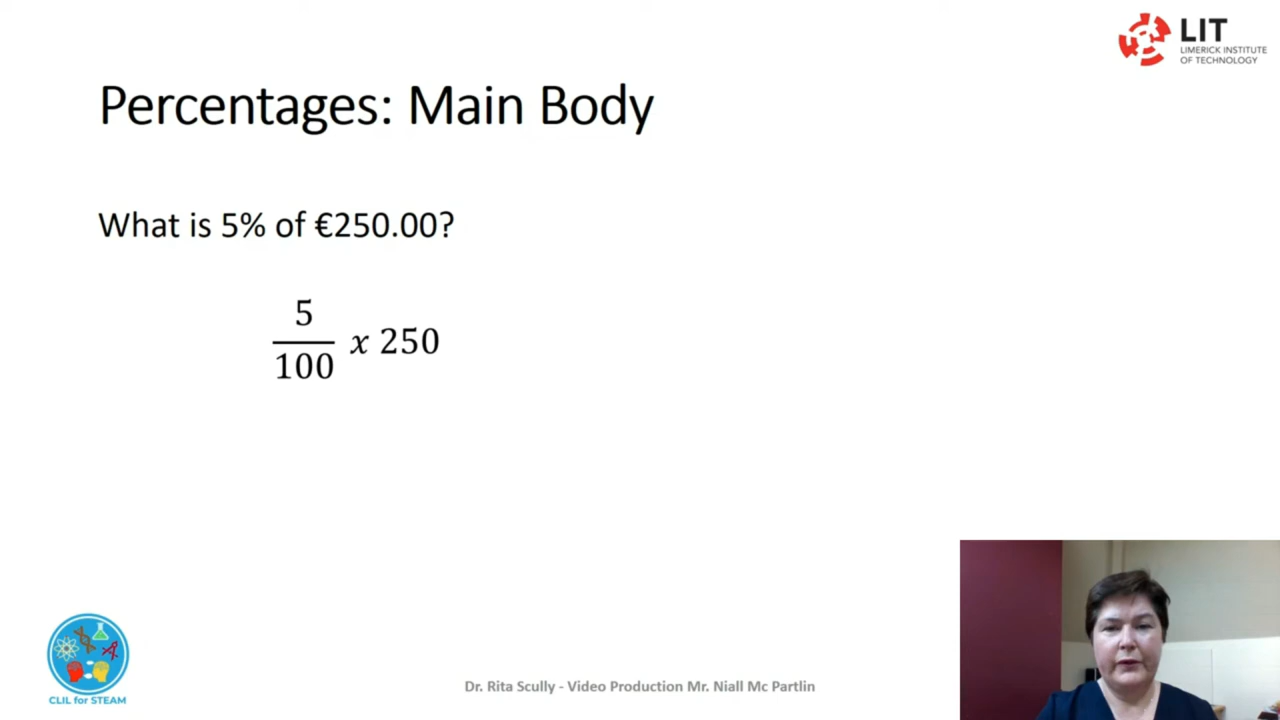 LIT
LIMERICK INSTITUTE
OF TECHNOLOGY
Percentages: Main Body
What is 5% of €250.00?
5
100
x 250
CLIL for STEAM
Dr. Rita Scully - Video Production Mr. Niall Mc Partlin